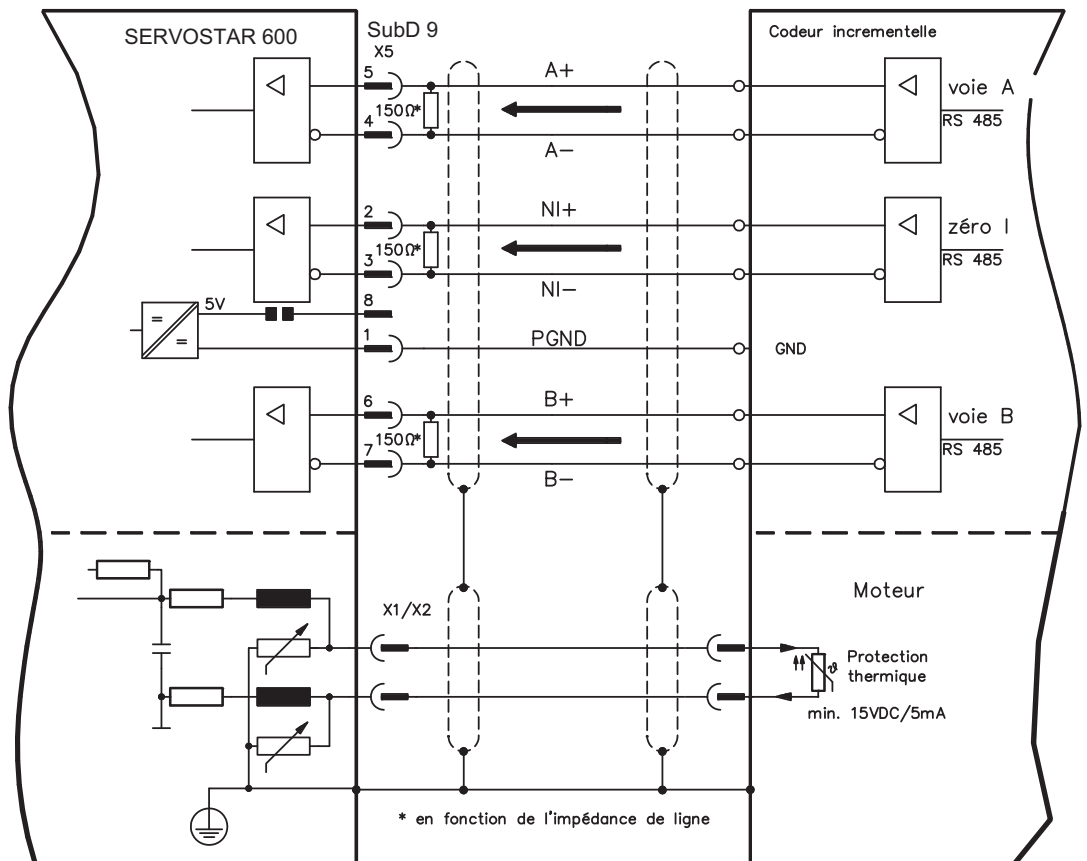 SERVOSTAR 600
SubD 9
X5
Codeur incrementelle
5
A+
150Ω*
4
A−
voie A
RS 485
2
NI+
150Ω*
3
NI−
zéro I
RS 485
5V
=
=
8
1
PGND
GND
6
B+
150Ω*
7
B−
voie B
RS 485
X1/X2
Moteur
ϑ
Protection
thermique
min. 15VDC/5mA
* en fonction de l'impédance de ligne